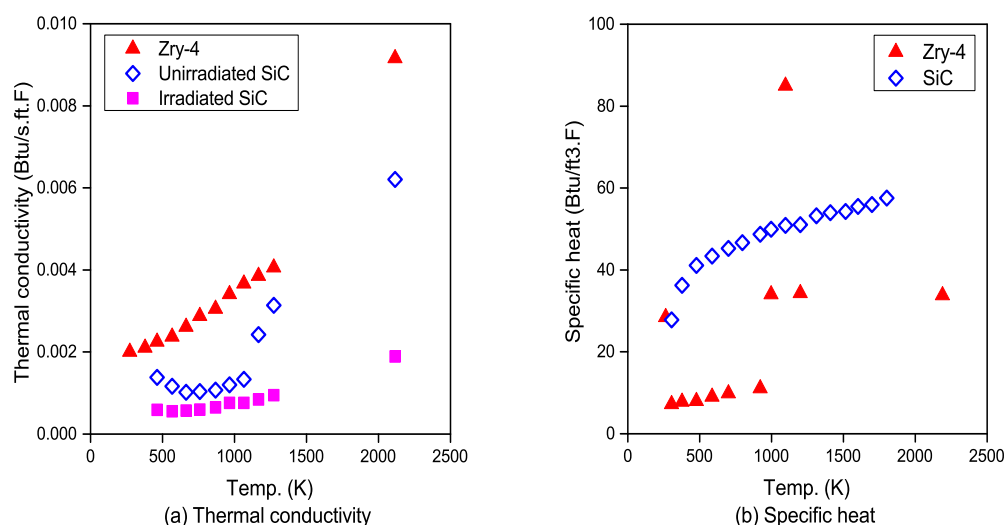 0.010
0.008
0.006
0.004
0.002
0.000
Thermal conductivity (Btu/s.ft.F)
Zry-4
Unirradiated SiC
Irradiated SiC
0 500 1000 1500 2000 2500
Temp. (K)
(a) Thermal conductivity
100
80
60
40
20
0
Specific heat (Btu/ft3.F)
Zry-4
SiC
0 500 1000 1500 2000 2500
Temp. (K)
(b) Specific heat